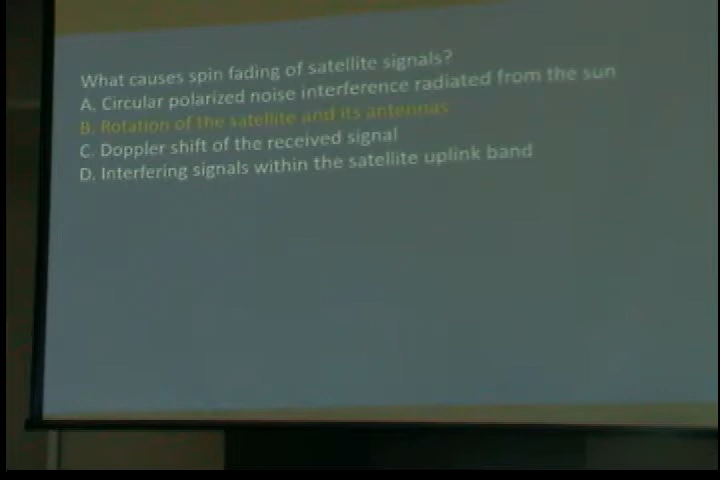 What causes spin fading of satellite signals?
A. Circular polarized noise interference radiated from the sun
B. Rotation of the satellite and its antennas
C. Doppler shift of the received signal
D. Interfering signals within the satellite uplink band